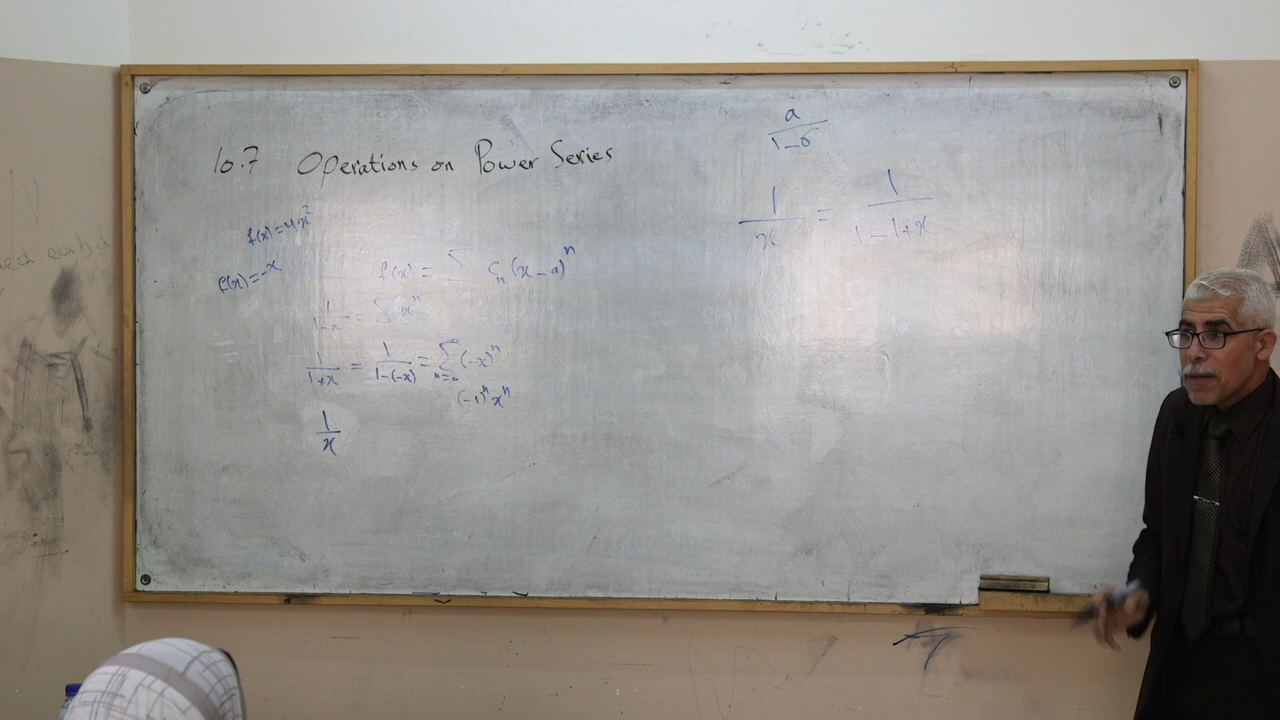 10.7 Operations on Power Series
f(x) = 4x²
f(x) = -x
f(x) = Σ Cₙ (x - a)ⁿ
1/(1-x) = Σ xⁿ
1/(1+x) = 1/(1-(-x)) = Σ_{n=0}^{∞} (-x)ⁿ
(-1)ⁿ xⁿ
1/x
a/(1-r)
1/x = 1/(1-1+x)